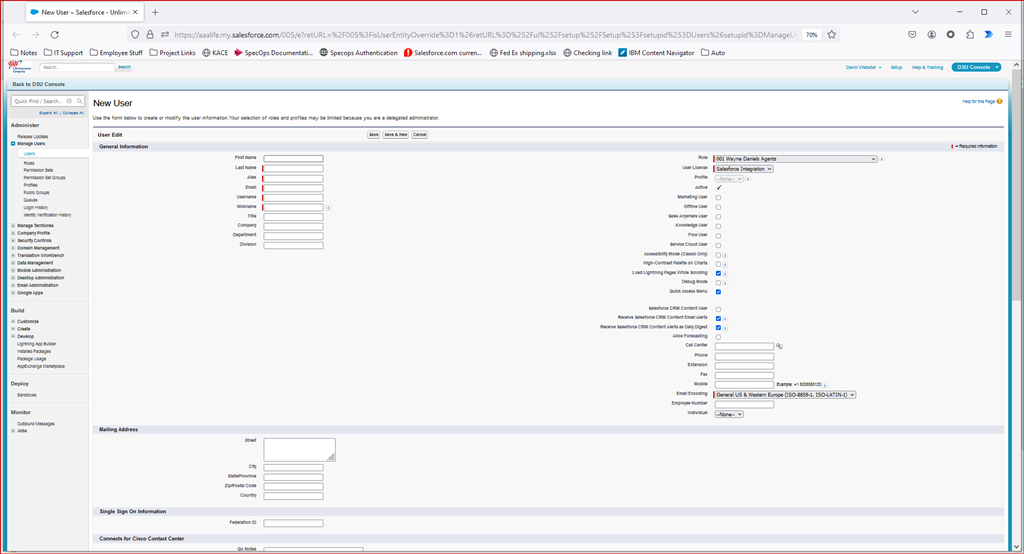 New User ~ Salesforce - Unlimi
https://aaalife.my.salesforce.com/005/e?retURL=%2F005%3FisUserEntityOverride%3D1%26retURL%3D%252Fui%252Fsetup%252FSetup%253Fsetupid%253DUsers%26setupid%3DManageU
70%
Notes
IT Support
Employee Stuff
Project Links
KACE
SpecOps Documentati...
Specops Authentication
Salesforce.com curren...
Fed Ex shipping.xlsx
Checking link
IBM Content Navigator
Auto
Search...
Search
Devin Webster
Setup
Help & Training
DSU Console
Back to DSU Console
Quick Find / Search...
Expand All | Collapse All
Administer
Release Updates
Manage Users
Users
Roles
Permission Sets
Permission Set Groups
Profiles
Public Groups
Queues
Login History
Identity Verification History
Manage Territories
Company Profile
Security Controls
Domain Management
Translation Workbench
Data Management
Mobile Administration
Desktop Administration
Email Administration
Google Apps
Build
Customize
Create
Develop
Lightning App Builder
Installed Packages
Package Usage
AppExchange Marketplace
Deploy
Sandboxes
Monitor
Outbound Messages
Jobs
New User
Help for this Page
Use the form below to create or modify the user information. Your selection of roles and profiles may be limited because you are a delegated administrator.
User Edit
Save
Save & New
Cancel
General Information
= Required Information
First Name
Last Name
Alias
Email
Username
Nickname
Title
Company
Department
Division
Role
001 Wayne Daniels Agents
User License
Salesforce Integration
Profile
--None--
Active
Marketing User
Offline User
Sales Anywhere User
Knowledge User
Flow User
Service Cloud User
Accessibility Mode (Classic Only)
High-Contrast Palette on Charts
Load Lightning Pages While Scrolling
Debug Mode
Quick Access Menu
Salesforce CRM Content User
Receive Salesforce CRM Content Email Alerts
Receive Salesforce CRM Content Alerts as Daily Digest
Allow Forecasting
Call Center
Phone
Extension
Fax
Mobile
Example: +1 5035550123
Email Encoding
General US & Western Europe (ISO-8859-1, ISO-LATIN-1)
Employee Number
Individual
--None--
Mailing Address
Street
City
State/Province
Zip/Postal Code
Country
Single Sign On Information
Federation ID
Connects for Cisco Contact Center